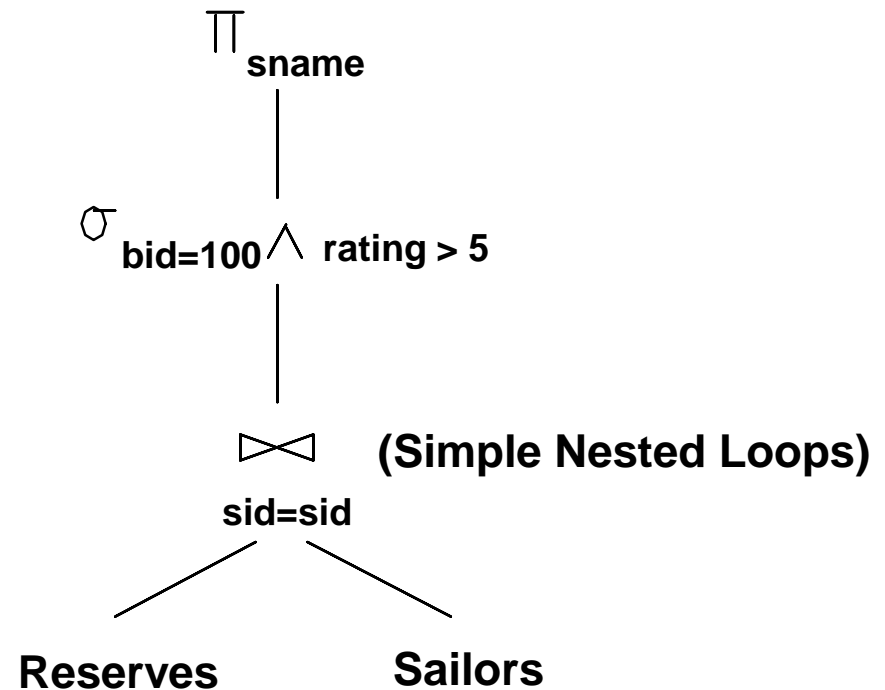 π sname
σ bid=100 ∧ rating > 5
⋈ (Simple Nested Loops)
sid=sid
Reserves Sailors